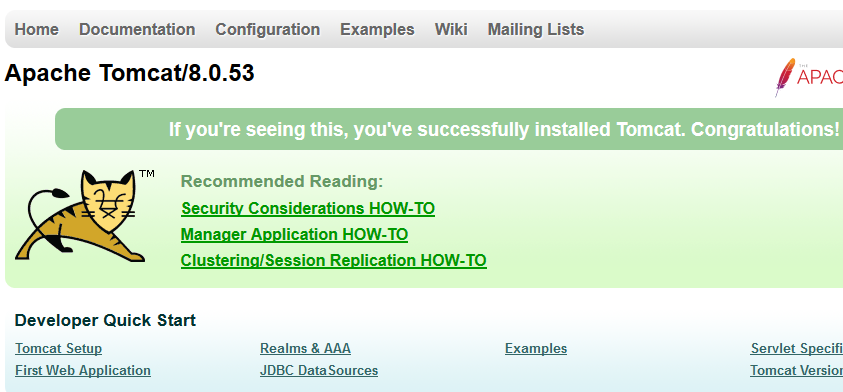 Home Documentation Configuration Examples Wiki Mailing Lists
Apache Tomcat/8.0.53
THE
APAC
If you're seeing this, you've successfully installed Tomcat. Congratulations!
TM
Recommended Reading:
Security Considerations HOW-TO
Manager Application HOW-TO
Clustering/Session Replication HOW-TO
Developer Quick Start
Tomcat Setup Realms & AAA Examples Servlet Specifi
First Web Application JDBC DataSources Tomcat Version